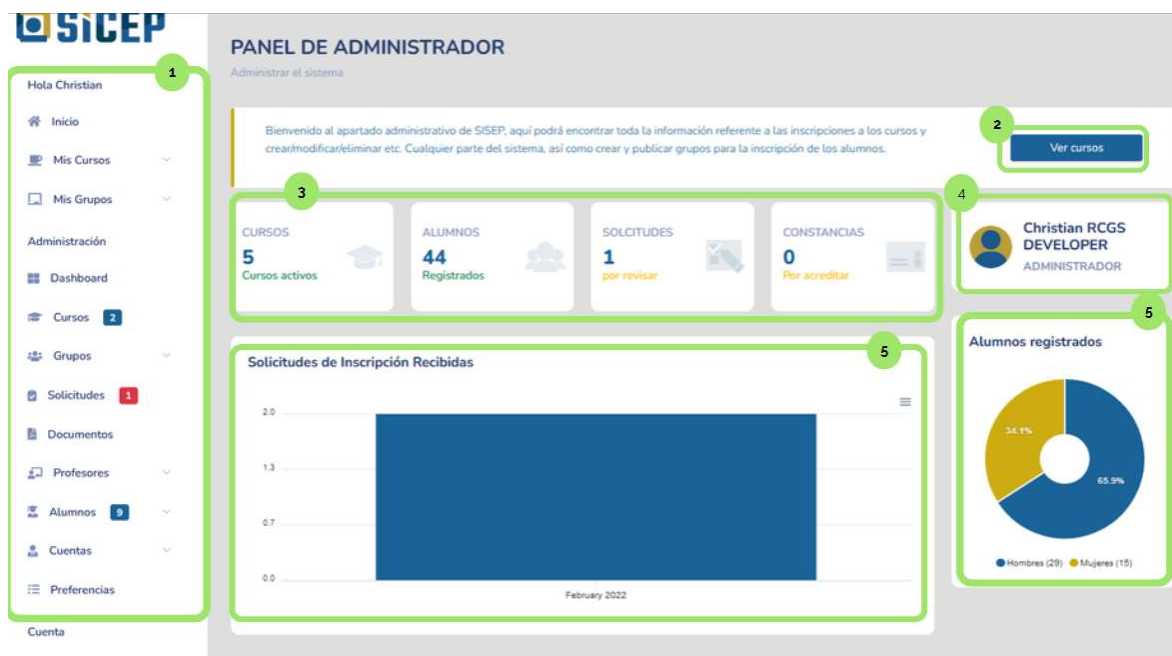 SICEP
1
Hola Christian
Inicio
Mis Cursos
Mis Grupos
Administración
Dashboard
Cursos 2
Grupos
Solicitudes 1
Documentos
Profesores
Alumnos 9
Cuentas
Preferencias
Cuenta
PANEL DE ADMINISTRADOR
Administrar el sistema
Bienvenido al apartado administrativo de SISEP, aquí podrá encontrar toda la información referente a las inscripciones a los cursos y
crear/modificar/eliminar etc. Cualquier parte del sistema, así como crear y publicar grupos para la inscripción de los alumnos.
2
Ver cursos
3
CURSOS
5
Cursos activos
ALUMNOS
44
Registrados
SOLCITUDES
1
por revisar
CONSTANCIAS
0
Por acreditar
4
Christian RCGS
DEVELOPER
ADMINISTRADOR
5
Solicitudes de Inscripción Recibidas
2.0
1.3
0.7
0.0
February 2022
5
Alumnos registrados
34.1%
65.9%
Hombres (29) Mujeres (15)